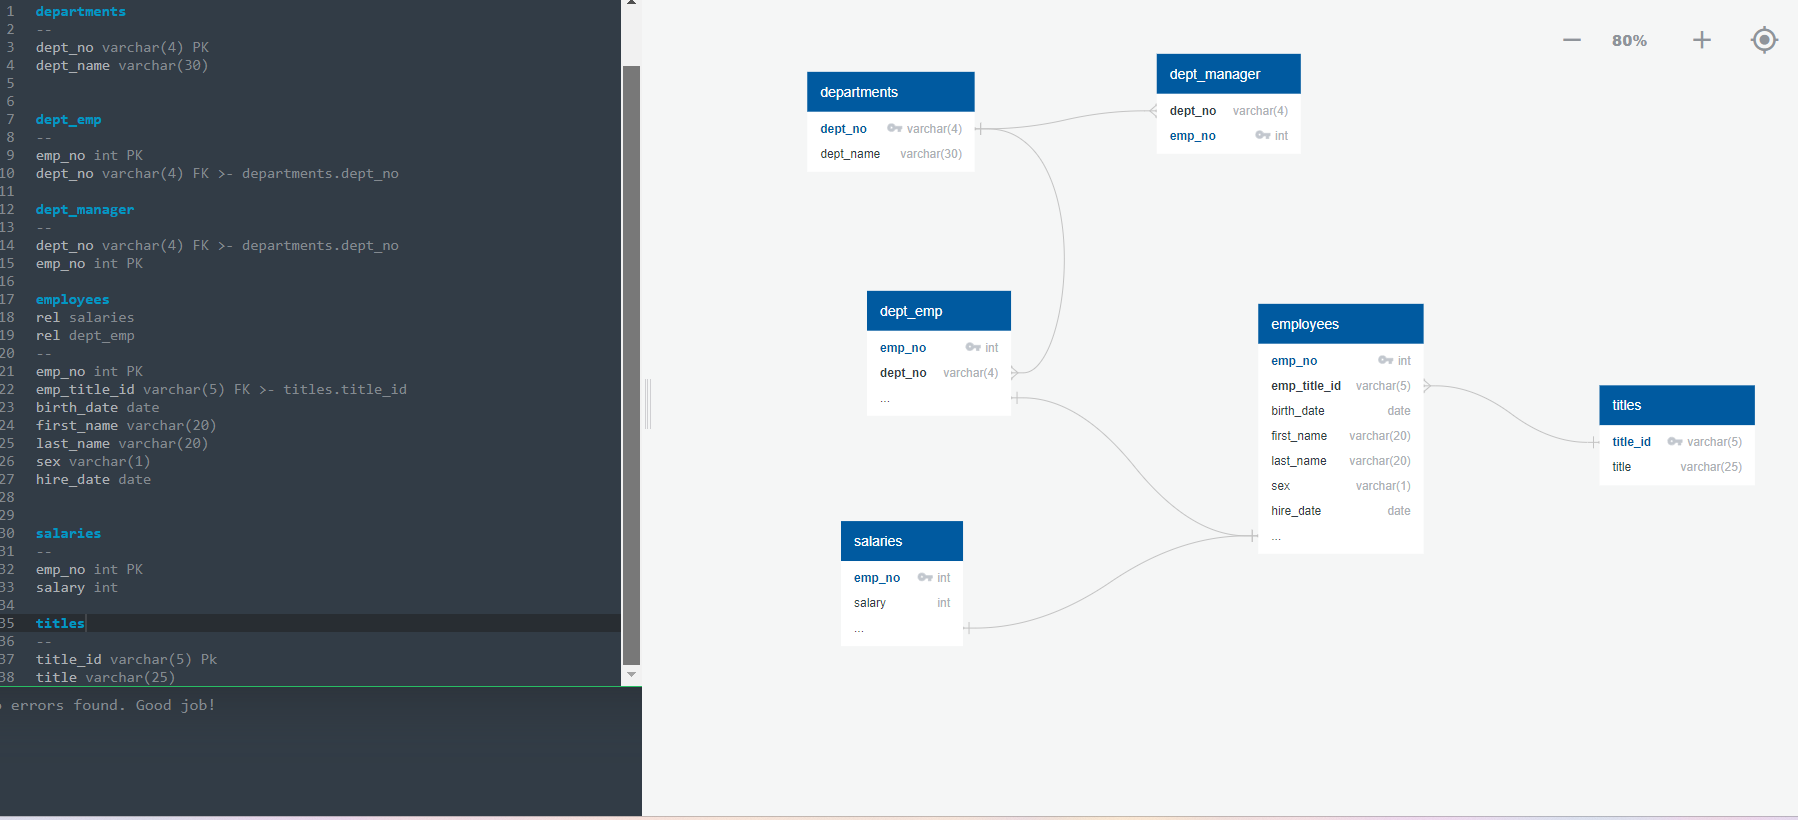 1 departments
2 --
3 dept_no varchar(4) PK
4 dept_name varchar(30)
5
6
7 dept_emp
8 --
9 emp_no int PK
10 dept_no varchar(4) FK >- departments.dept_no
11
12 dept_manager
13 --
14 dept_no varchar(4) FK >- departments.dept_no
15 emp_no int PK
16
17 employees
18 rel salaries
19 rel dept_emp
20 --
21 emp_no int PK
22 emp_title_id varchar(5) FK >- titles.title_id
23 birth_date date
24 first_name varchar(20)
25 last_name varchar(20)
26 sex varchar(1)
27 hire_date date
28
29
30 salaries
31 --
32 emp_no int PK
33 salary int
34
35 titles
36 --
37 title_id varchar(5) Pk
38 title varchar(25)
errors found. Good job!
80%
departments
dept_no varchar(4)
dept_name varchar(30)
dept_manager
dept_no varchar(4)
emp_no int
dept_emp
emp_no int
dept_no varchar(4)
...
employees
emp_no int
emp_title_id varchar(5)
birth_date date
first_name varchar(20)
last_name varchar(20)
sex varchar(1)
hire_date date
...
titles
title_id varchar(5)
title varchar(25)
salaries
emp_no int
salary int
...